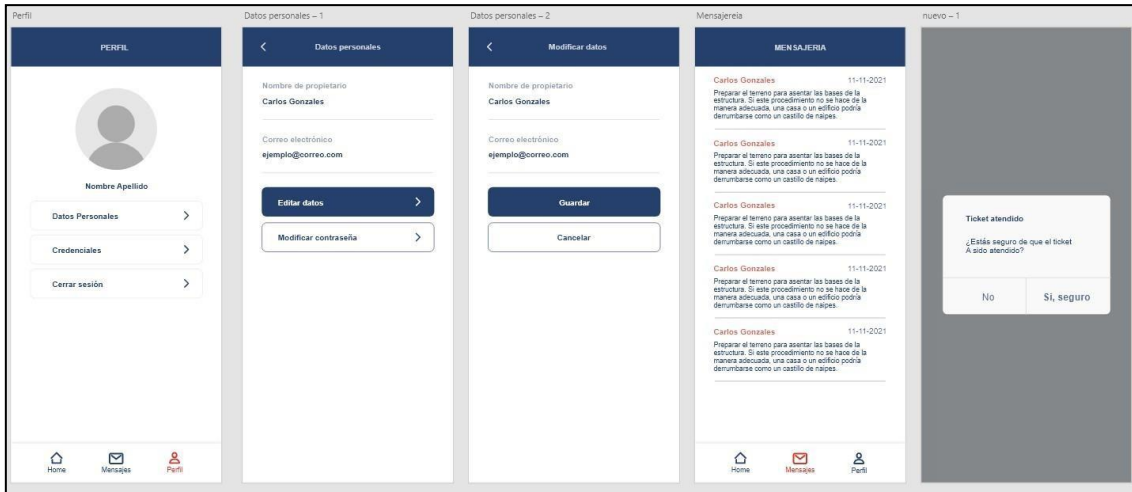 Perfil
PERFIL
Nombre Apellido
Datos Personales
Credenciales
Cerrar sesión
Home
Mensajes
Perfil
Datos personales – 1
Datos personales
Nombre de propietario
Carlos Gonzales
Correo electrónico
ejemplo@correo.com
Editar datos
Modificar contraseña
Datos personales – 2
Modificar datos
Nombre de propietario
Carlos Gonzales
Correo electrónico
ejemplo@correo.com
Guardar
Cancelar
Mensajereia
MENSAJERIA
Carlos Gonzales 11-11-2021
Preparar el terreno para asentar las bases de la
estructura. Si este procedimiento no se hace de la
manera adecuada, una casa o un edificio podría
derrumbarse como un castillo de naipes.
Carlos Gonzales 11-11-2021
Preparar el terreno para asentar las bases de la
estructura. Si este procedimiento no se hace de la
manera adecuada, una casa o un edificio podría
derrumbarse como un castillo de naipes.
Carlos Gonzales 11-11-2021
Preparar el terreno para asentar las bases de la
estructura. Si este procedimiento no se hace de la
manera adecuada, una casa o un edificio podría
derrumbarse como un castillo de naipes.
Carlos Gonzales 11-11-2021
Preparar el terreno para asentar las bases de la
estructura. Si este procedimiento no se hace de la
manera adecuada, una casa o un edificio podría
derrumbarse como un castillo de naipes.
Carlos Gonzales 11-11-2021
Preparar el terreno para asentar las bases de la
estructura. Si este procedimiento no se hace de la
manera adecuada, una casa o un edificio podría
derrumbarse como un castillo de naipes.
Home
Mensajes
Perfil
nuevo – 1
Ticket atendido
¿Estás seguro de que el ticket
A sido atendido?
No
Si, seguro